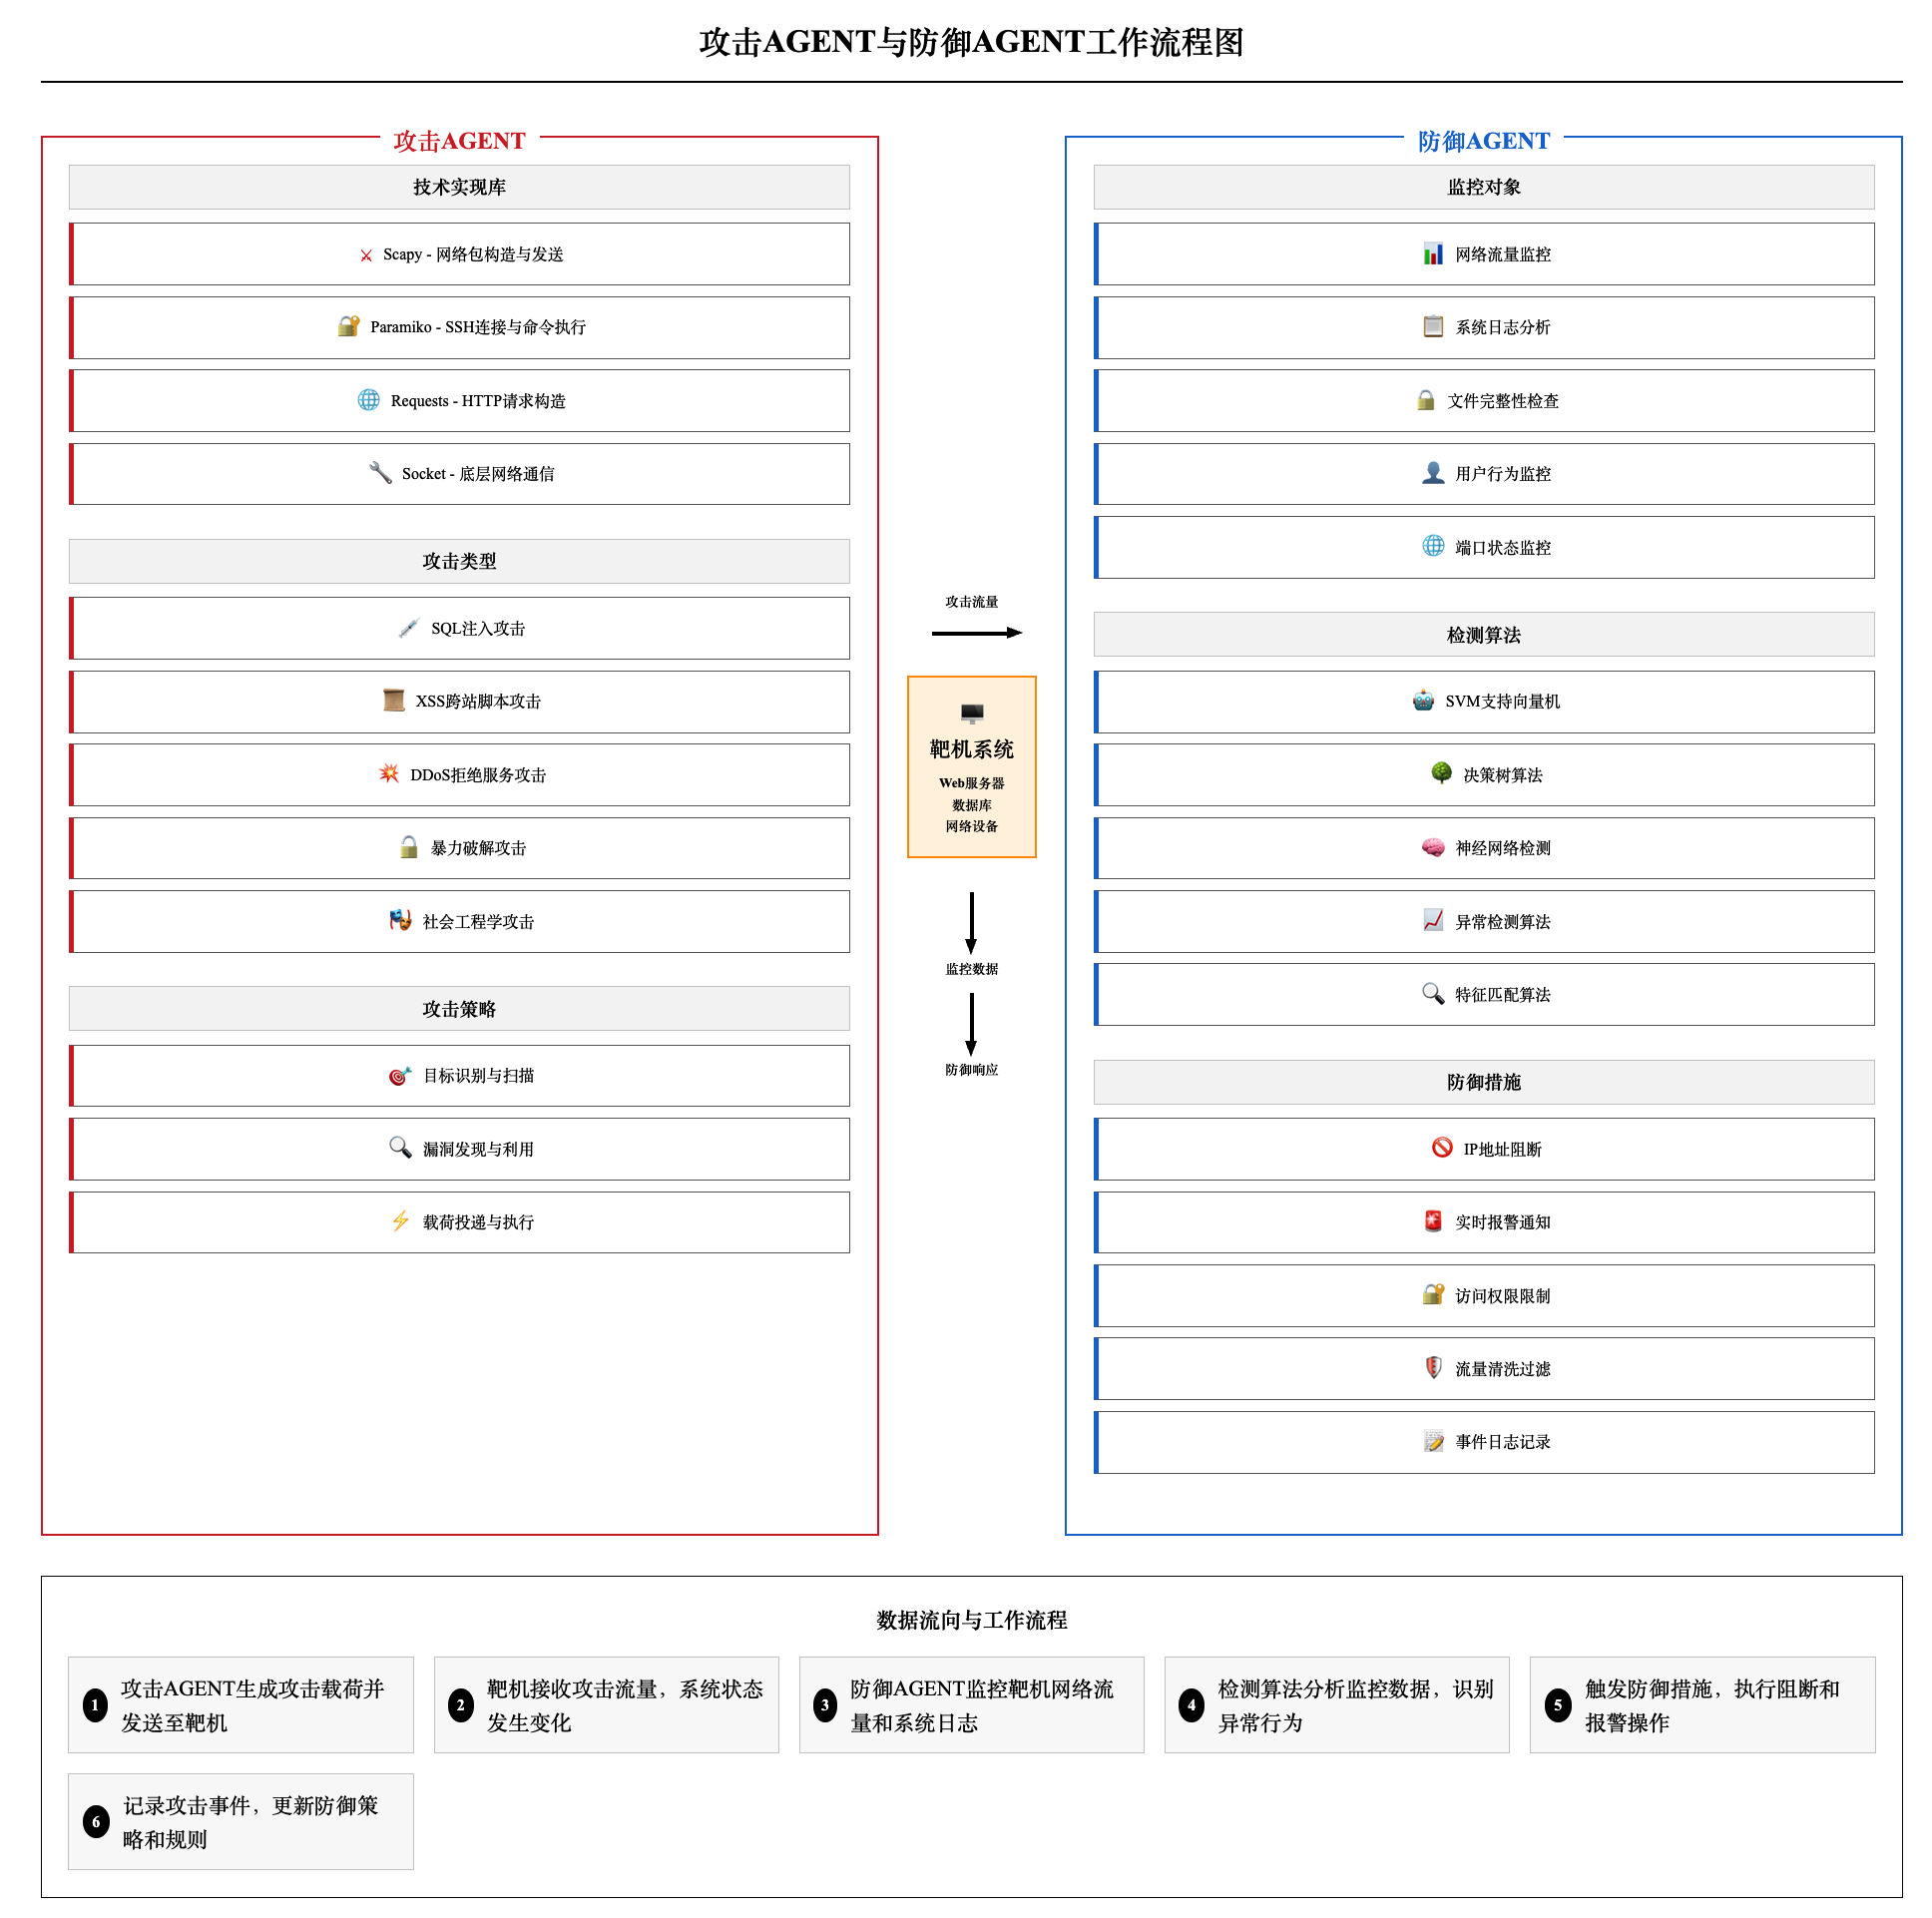 攻击AGENT与防御AGENT工作流程图
攻击AGENT
技术实现库
Scapy - 网络包构造与发送
Paramiko - SSH连接与命令执行
Requests - HTTP请求构造
Socket - 底层网络通信
攻击类型
SQL注入攻击
XSS跨站脚本攻击
DDoS拒绝服务攻击
暴力破解攻击
社会工程学攻击
攻击策略
目标识别与扫描
漏洞发现与利用
载荷投递与执行
攻击流量
靶机系统
Web服务器
数据库
网络设备
监控数据
防御响应
防御AGENT
监控对象
网络流量监控
系统日志分析
文件完整性检查
用户行为监控
端口状态监控
检测算法
SVM支持向量机
决策树算法
神经网络检测
异常检测算法
特征匹配算法
防御措施
IP地址阻断
实时报警通知
访问权限限制
流量清洗过滤
事件日志记录
数据流向与工作流程
1
攻击AGENT生成攻击载荷并
发送至靶机
2
靶机接收攻击流量，系统状态
发生变化
3
防御AGENT监控靶机网络流
量和系统日志
4
检测算法分析监控数据，识别
异常行为
5
触发防御措施，执行阻断和
报警操作
6
记录攻击事件，更新防御策
略和规则